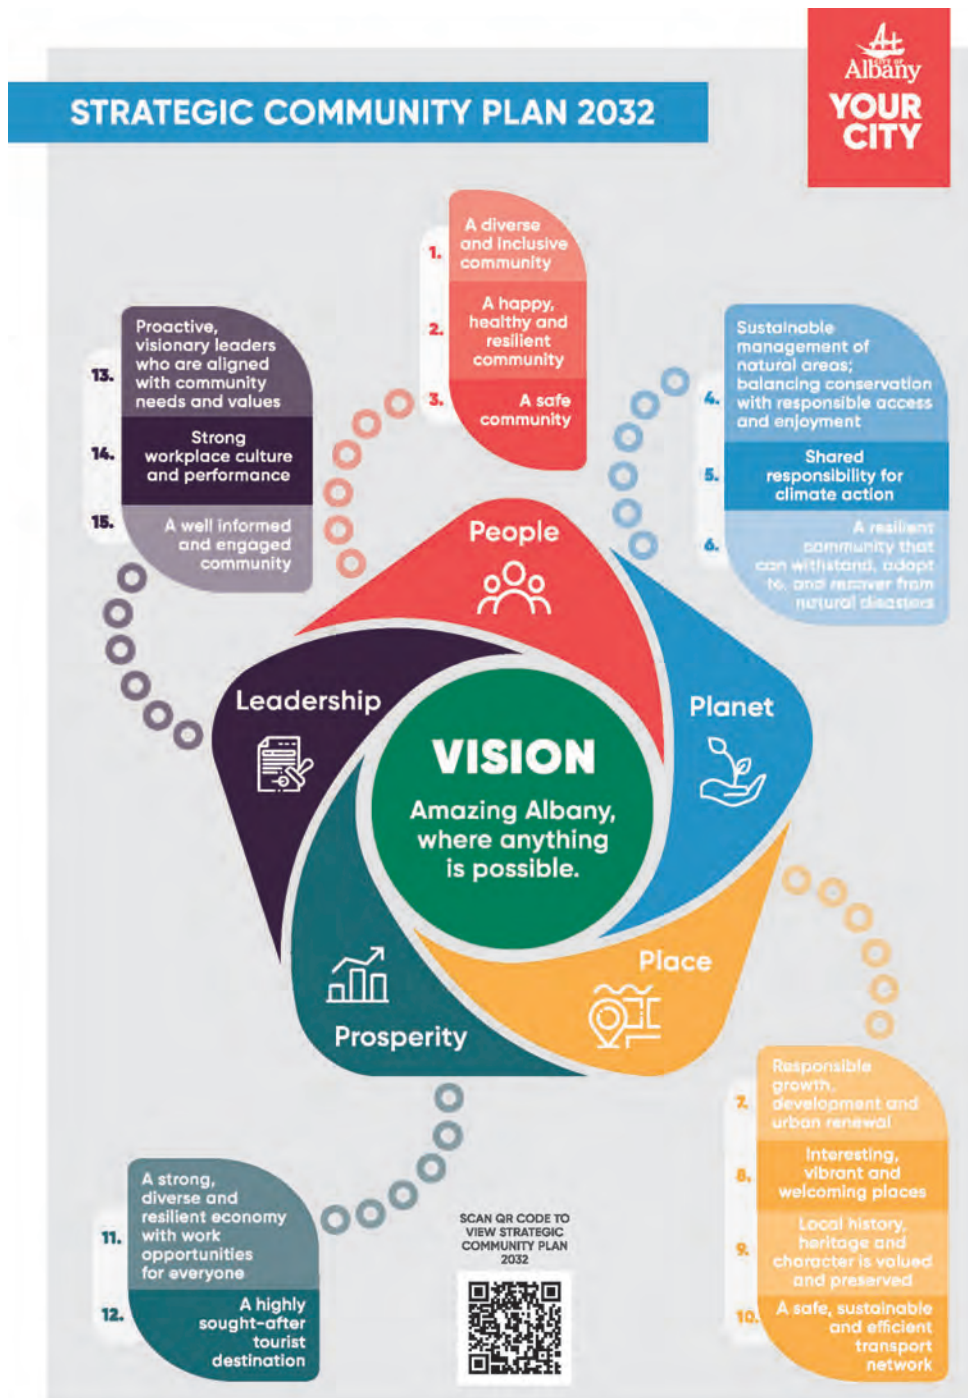 CITY OF
Albany
YOUR
CITY
STRATEGIC COMMUNITY PLAN 2032
1.
A diverse
and inclusive
community
2.
A happy,
healthy and
resilient
community
3.
A safe
community
13.
Proactive,
visionary leaders
who are aligned
with community
needs and values
14.
Strong
workplace culture
and performance
15.
A well informed
and engaged
community
4.
Sustainable
management of
natural areas;
balancing conservation
with responsible access
and enjoyment
5.
Shared
responsibility for
climate action
6.
A resilient
community that
can withstand, adapt
to, and recover from
natural disasters
People
Leadership
Planet
VISION
Amazing Albany,
where anything
is possible.
Place
Prosperity
7.
Responsible
growth,
development and
urban renewal
8.
Interesting,
vibrant and
welcoming places
9.
Local history,
heritage and
character is valued
and preserved
10.
A safe, sustainable
and efficient
transport
network
11.
A strong,
diverse and
resilient economy
with work
opportunities
for everyone
12.
A highly
sought-after
tourist
destination
SCAN QR CODE TO
VIEW STRATEGIC
COMMUNITY PLAN
2032